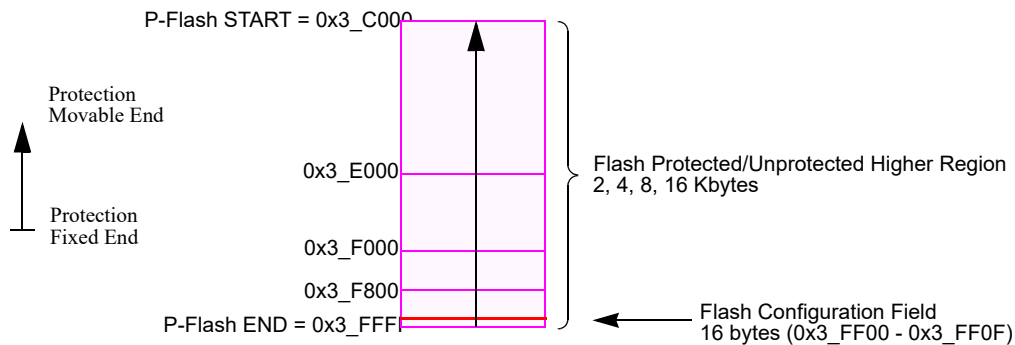 P-Flash START = 0x3_C000
Protection
Movable End
0x3_E000
Flash Protected/Unprotected Higher Region
2, 4, 8, 16 Kbytes
Protection
Fixed End
0x3_F000
0x3_F800
P-Flash END = 0x3_FFF
Flash Configuration Field
16 bytes (0x3_FF00 - 0x3_FF0F)